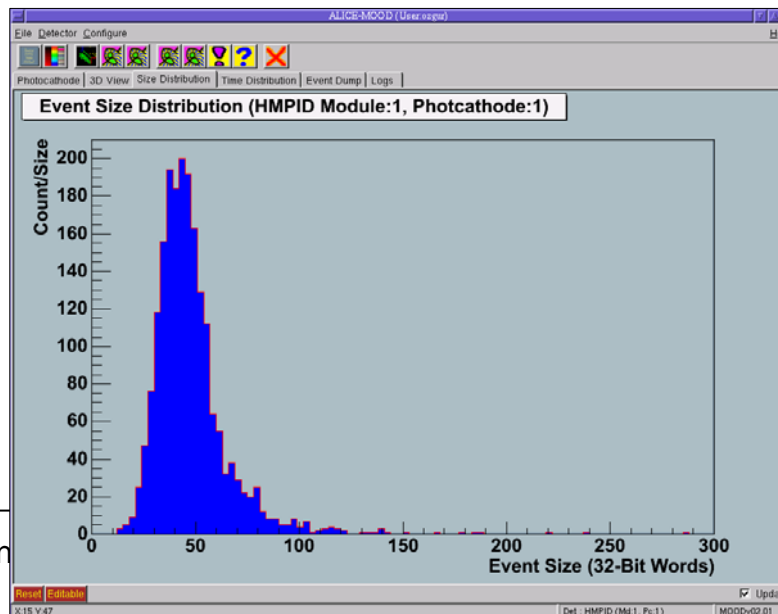 ALICE-MOOD (User:ozgur)
File Detector Configure H
Photocathode 3D View Size Distribution Time Distribution Event Dump Logs
Event Size Distribution (HMPID Module:1, Photcathode:1)
Count/Size
200
180
160
140
120
100
80
60
40
20
0
0 50 100 150 200 250 300
Event Size (32-Bit Words)
Reset Editable Upda
X:15 Y:47 Det : HMPID (Md:1, Pc:1) MOODv02.01